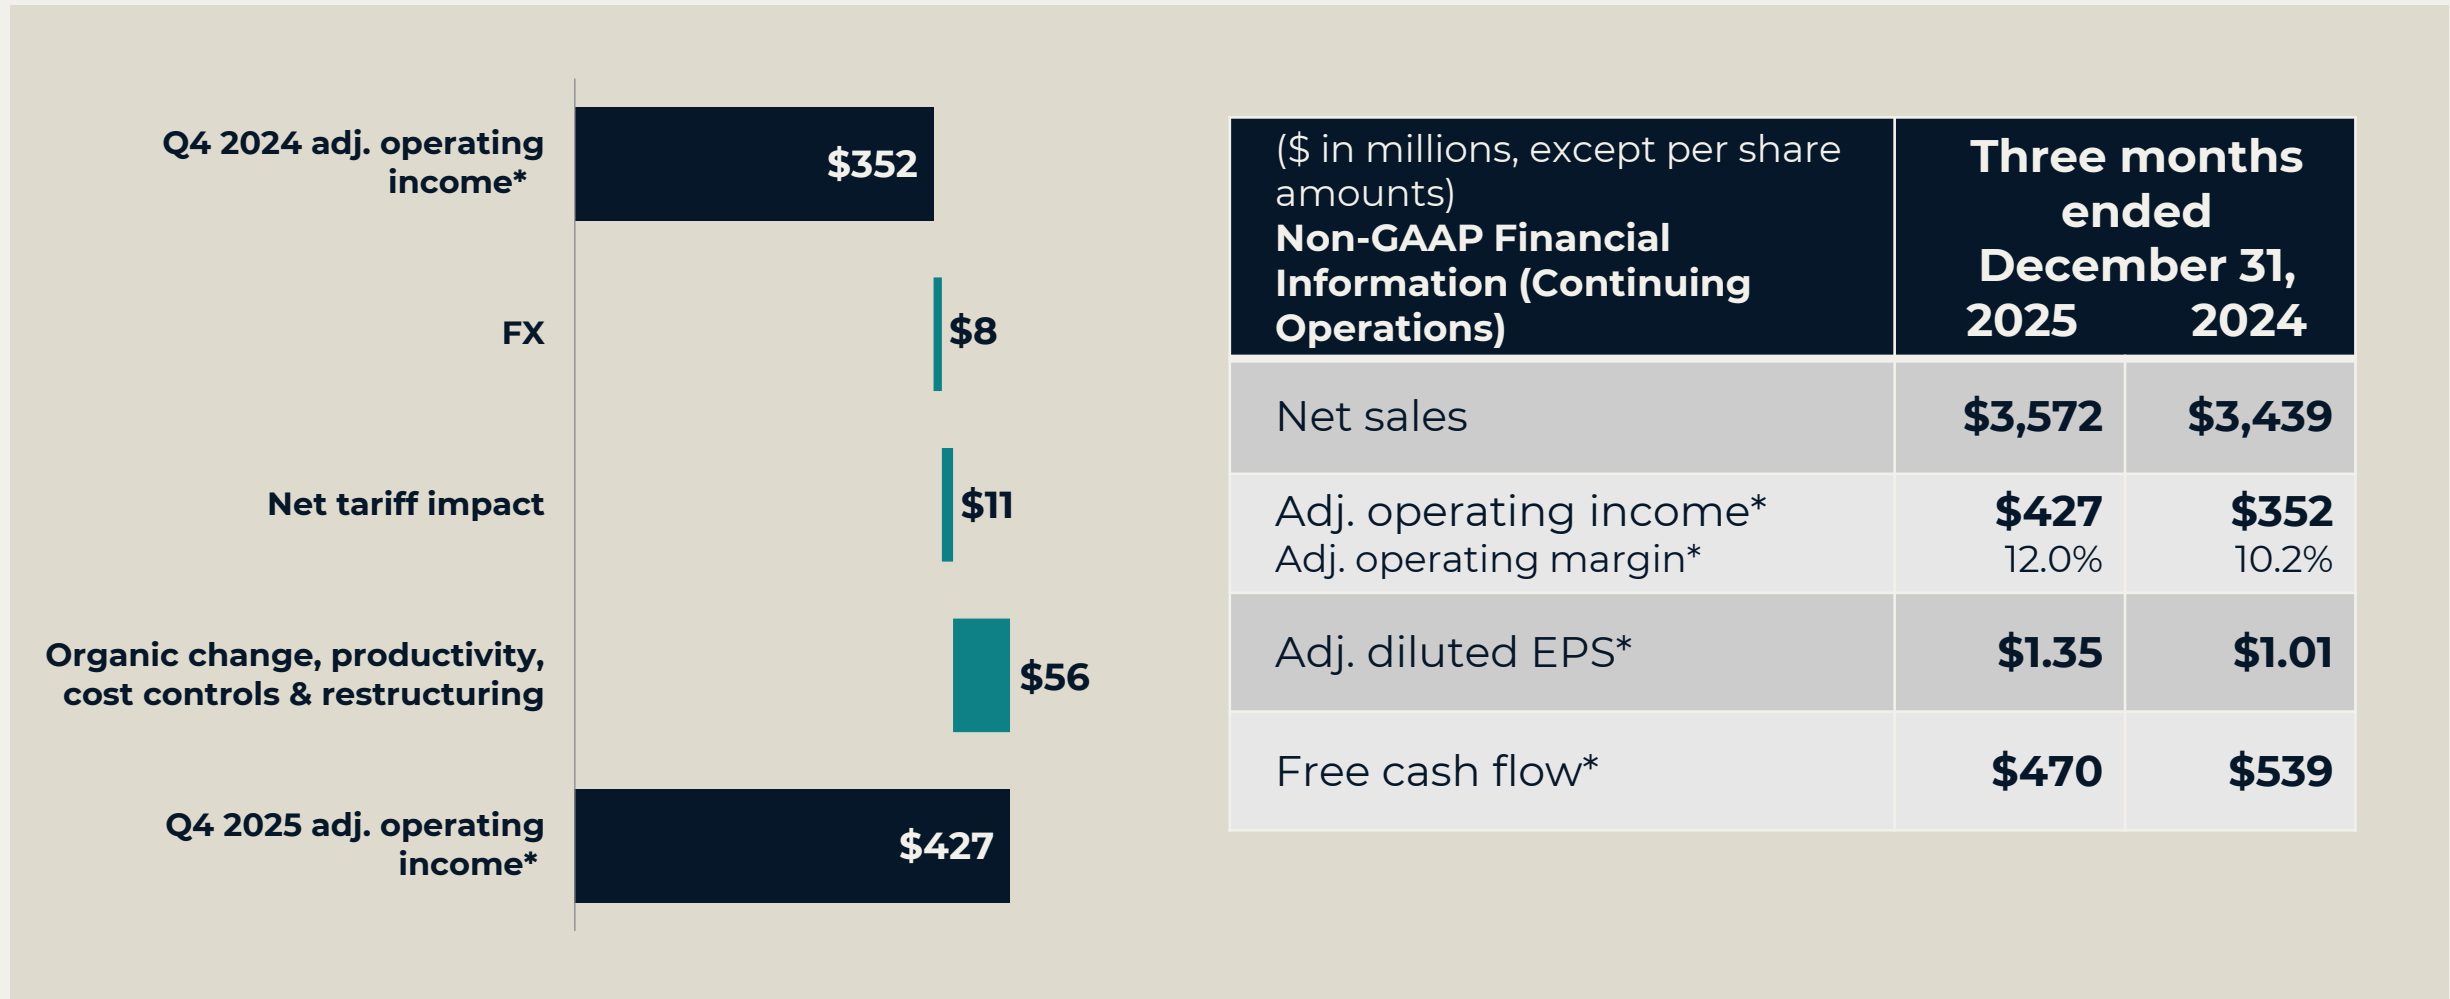 Q4 2024 adj. operating
income*
$352
FX
$8
Net tariff impact
$11
Organic change, productivity,
cost controls & restructuring
$56
Q4 2025 adj. operating
income*
$427
($ in millions, except per share
amounts)
Non-GAAP Financial
Information (Continuing
Operations)
Three months
ended
December 31,
2025 2024
Net sales $3,572 $3,439
Adj. operating income* $427 $352
Adj. operating margin* 12.0% 10.2%
Adj. diluted EPS* $1.35 $1.01
Free cash flow* $470 $539